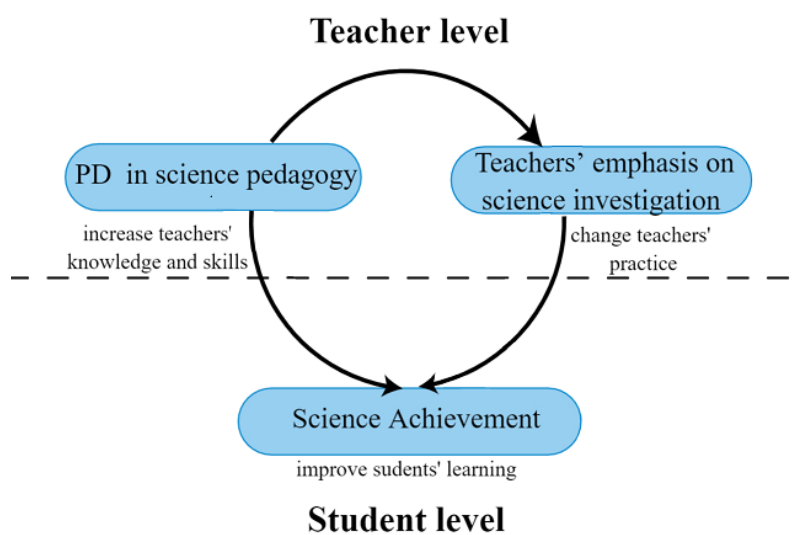 Teacher level
PD in science pedagogy
Teachers' emphasis on
science investigation
increase teachers'
knowledge and skills
change teachers'
practice
Science Achievement
improve sudents' learning
Student level